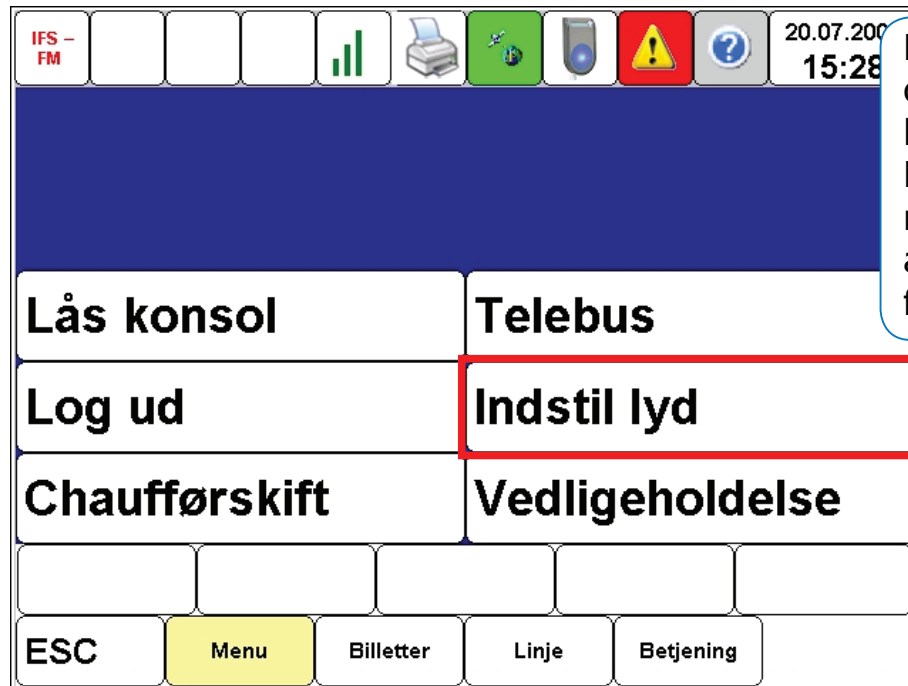 IFS –
FM
20.07.200
15:28
Lås konsol
Telebus
Log ud
Indstil lyd
Chaufførskift
Vedligeholdelse
ESC
Menu
Billetter
Linje
Betjening